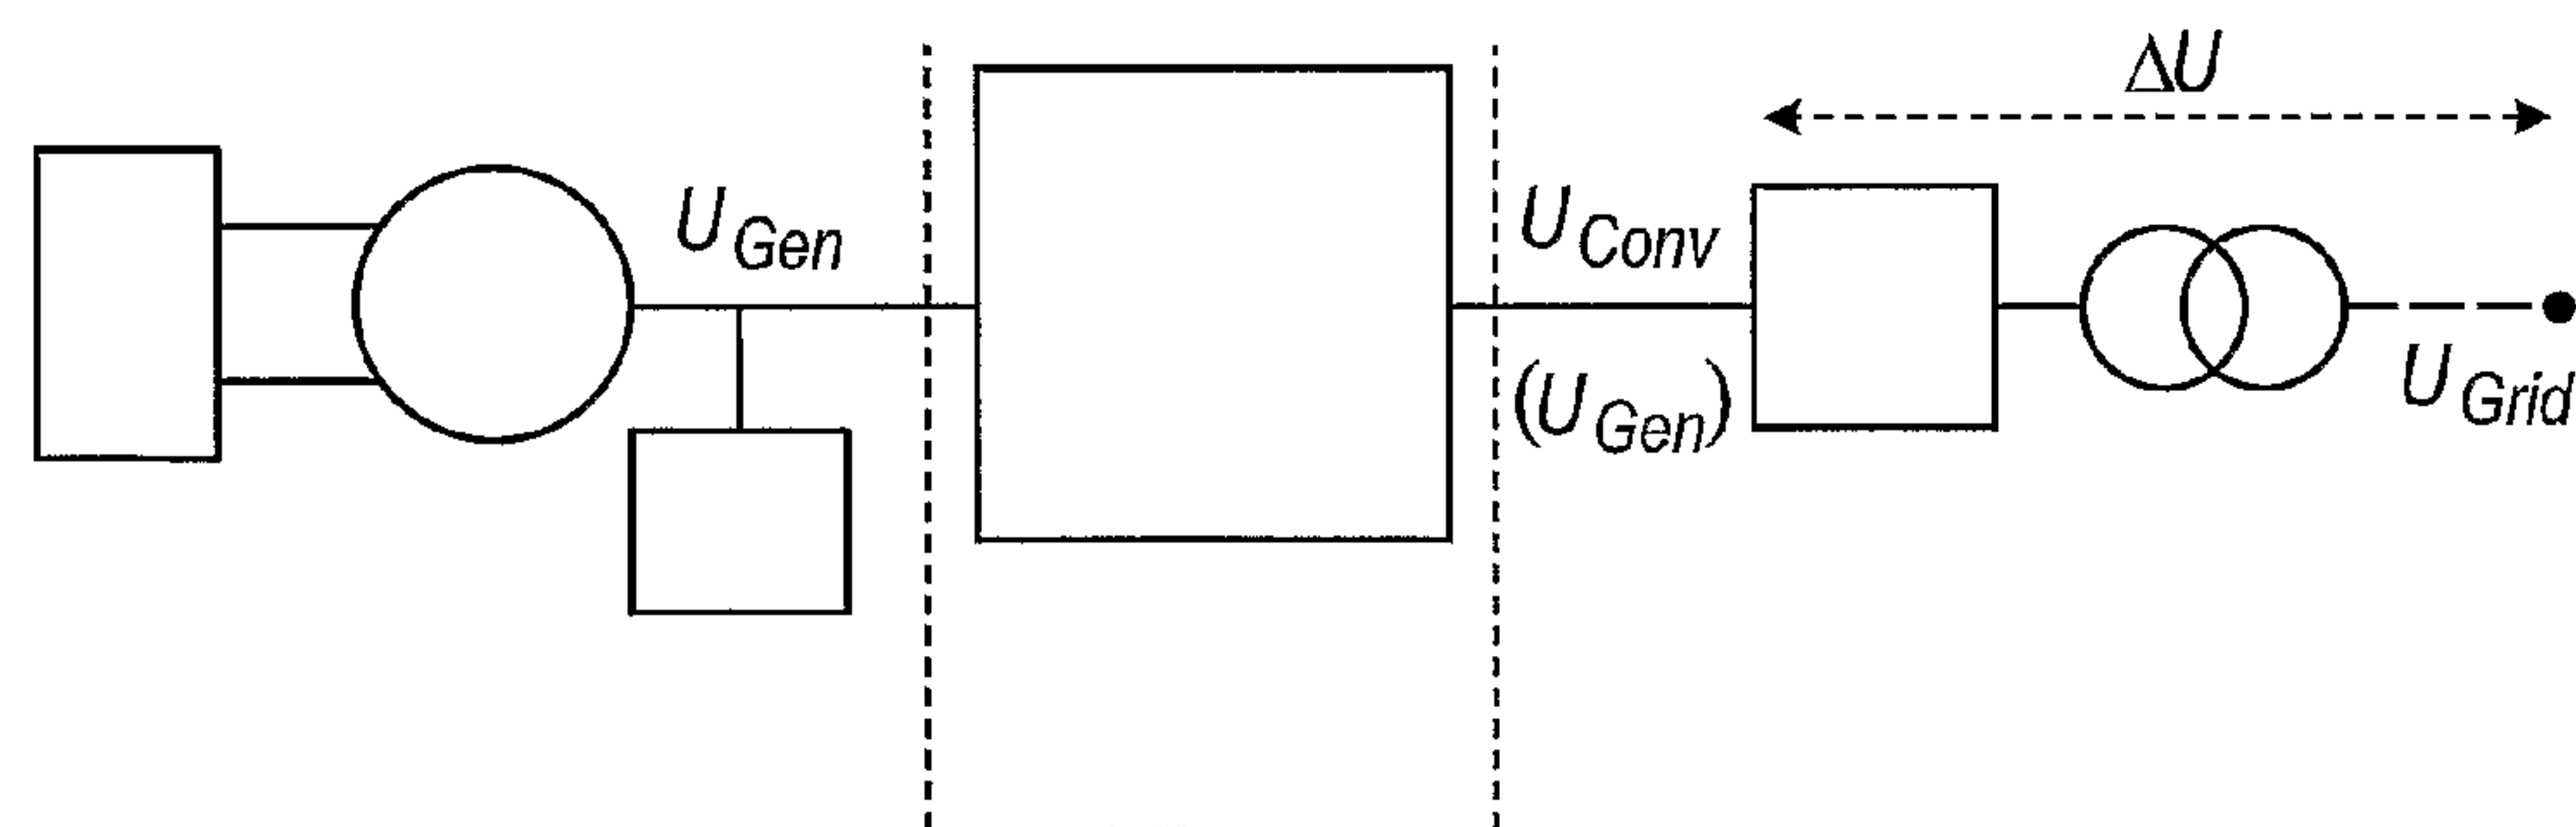 ΔU
U Gen
U Conv
(U Gen)
U Grid